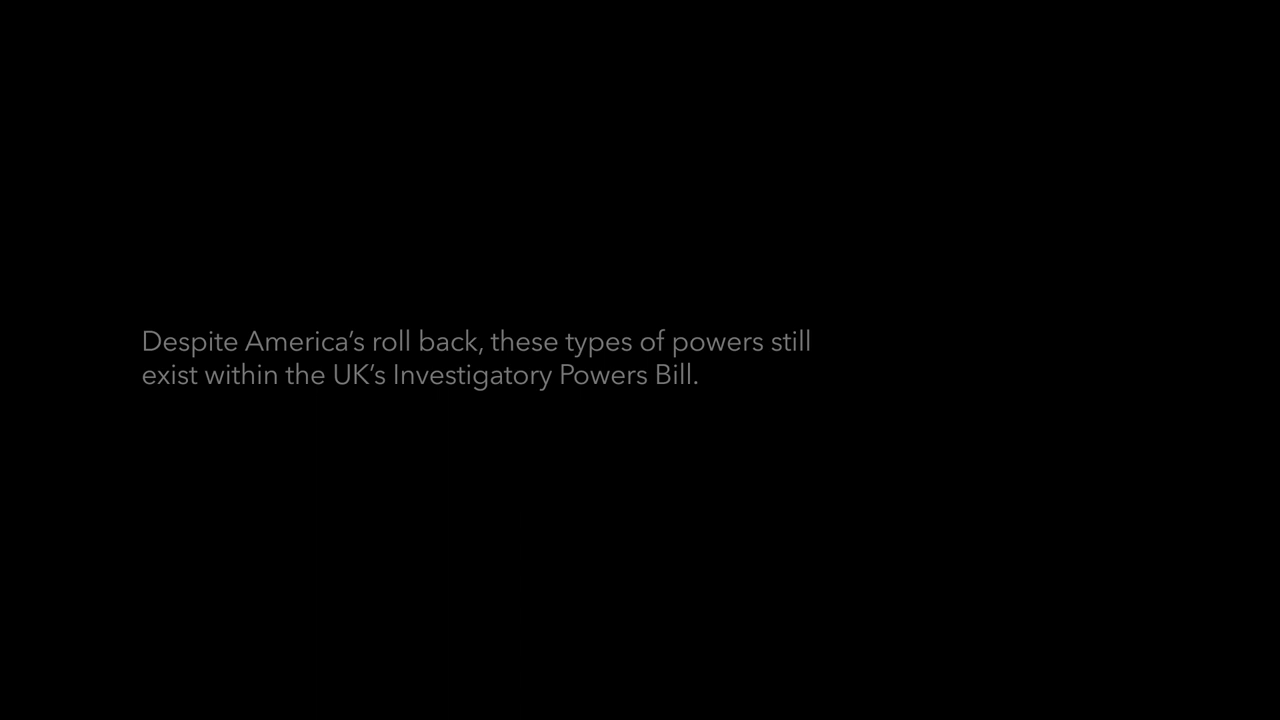 Despite America’s roll back, these types of powers still
exist within the UK’s Investigatory Powers Bill.